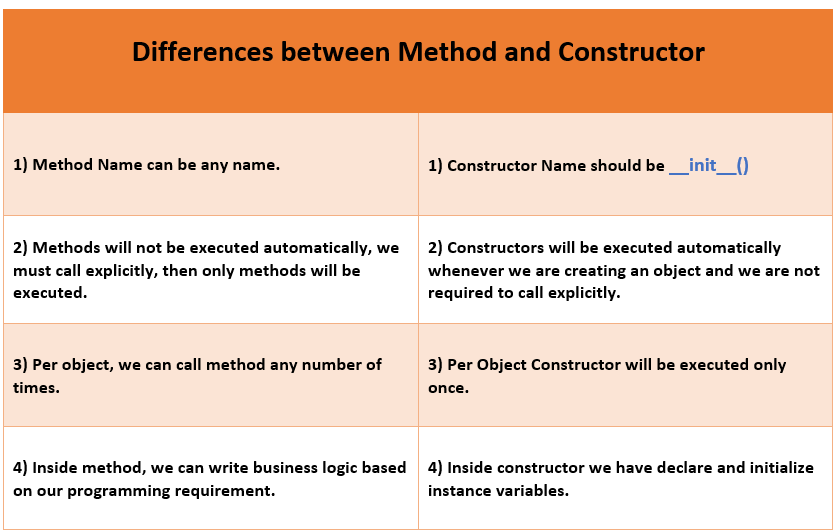 Differences between Method and Constructor
1) Method Name can be any name.
1) Constructor Name should be __init__()
2) Methods will not be executed automatically, we
must call explicitly, then only methods will be
executed.
2) Constructors will be executed automatically
whenever we are creating an object and we are not
required to call explicitly.
3) Per object, we can call method any number of
times.
3) Per Object Constructor will be executed only
once.
4) Inside method, we can write business logic based
on our programming requirement.
4) Inside constructor we have declare and initialize
instance variables.